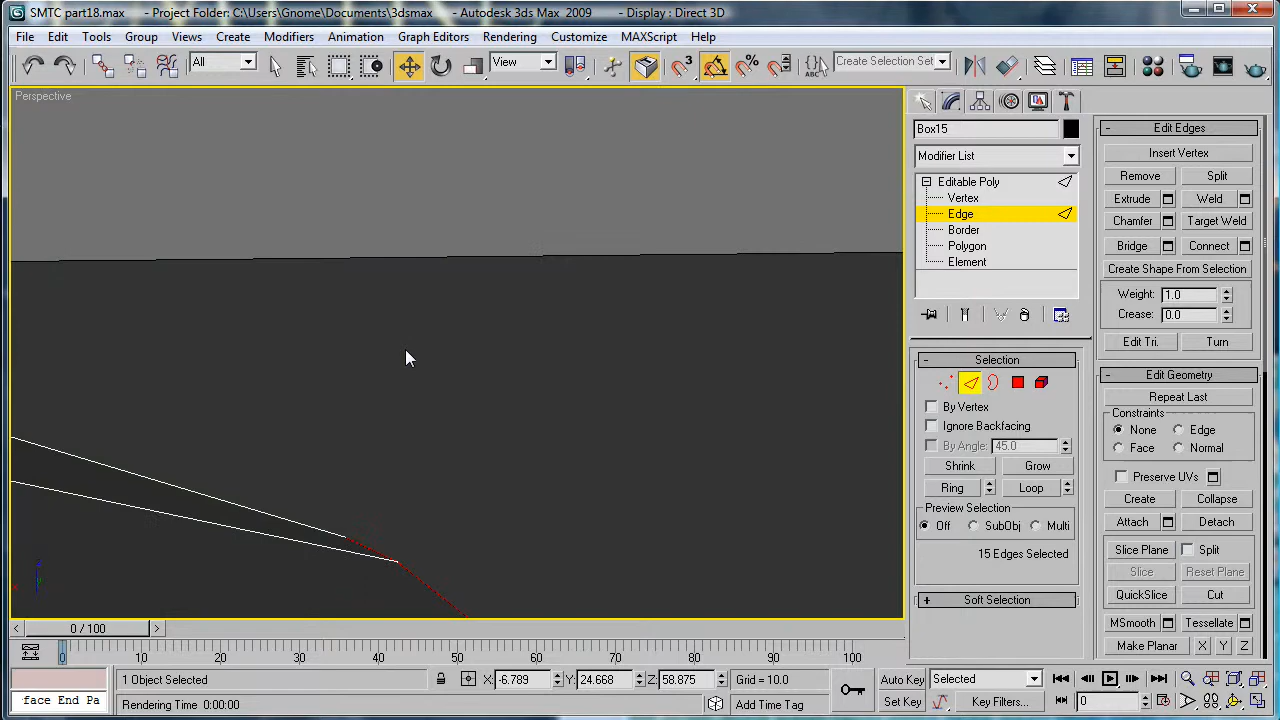 SMTC part18.max - Project Folder: C:\Users\Gnome\Documents\3dsmax - Autodesk 3ds Max 2009 - Display : Direct 3D
File Edit Tools Group Views Create Modifiers Animation Graph Editors Rendering Customize MAXScript Help
All View 3 % ABC Create Selection Set
Perspective
Box15
Modifier List
Editable Poly
Vertex
Edge
Border
Polygon
Element
Selection
By Vertex
Ignore Backfacing
By Angle: 45.0
Shrink Grow
Ring Loop
Preview Selection
Off SubObj Multi
15 Edges Selected
Soft Selection
Edit Edges
Insert Vertex
Remove Split
Extrude Weld
Chamfer Target Weld
Bridge Connect
Create Shape From Selection
Weight: 1.0
Crease: 0.0
Edit Tri. Turn
Edit Geometry
Repeat Last
Constraints
None Edge
Face Normal
Preserve UVs
Create Collapse
Attach Detach
Slice Plane Split
Slice Reset Plane
QuickSlice Cut
MSmooth Tessellate
Make Planar X Y Z
0 / 100
0 10 20 30 40 50 60 70 80 90 100
1 Object Selected X: -6.789 Y: 24.668 Z: 58.875 Grid = 10.0 Auto Key Selected
face End Pa Rendering Time 0:00:00 Add Time Tag Set Key Key Filters... 0